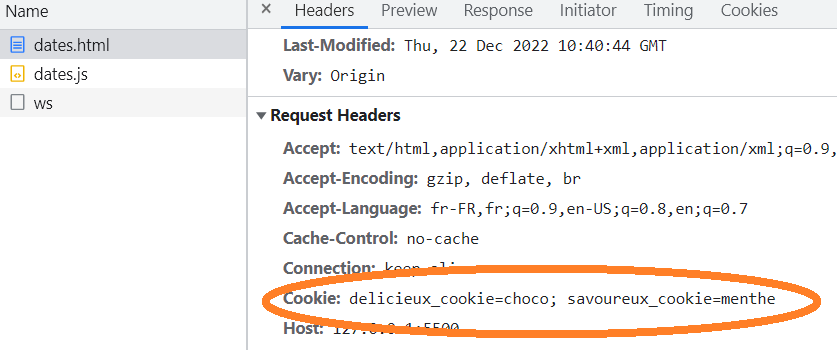 Name
dates.html
dates.js
ws
Headers Preview Response Initiator Timing Cookies
Last-Modified: Thu, 22 Dec 2022 10:40:44 GMT
Vary: Origin
Request Headers
Accept: text/html,application/xhtml+xml,application/xml;q=0.9,
Accept-Encoding: gzip, deflate, br
Accept-Language: fr-FR,fr;q=0.9,en-US;q=0.8,en;q=0.7
Cache-Control: no-cache
Connection: keep-aliv
Cookie: delicieux_cookie=choco; savoureux_cookie=menthe
Host: 127.0.0.1:5500